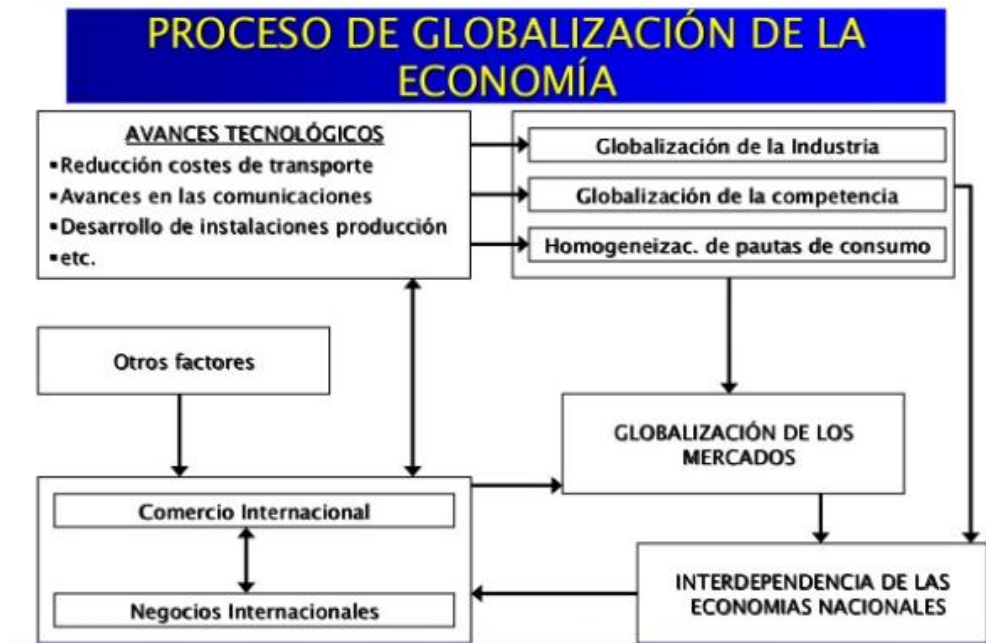 PROCESO DE GLOBALIZACIÓN DE LA
ECONOMÍA
AVANCES TECNOLÓGICOS
▪Reducción costes de transporte
▪Avances en las comunicaciones
▪Desarrollo de instalaciones producción
▪etc.
Globalización de la Industria
Globalización de la competencia
Homogeneizac. de pautas de consumo
Otros factores
GLOBALIZACIÓN DE LOS
MERCADOS
Comercio Internacional
Negocios Internacionales
INTERDEPENDENCIA DE LAS
ECONOMIAS NACIONALES